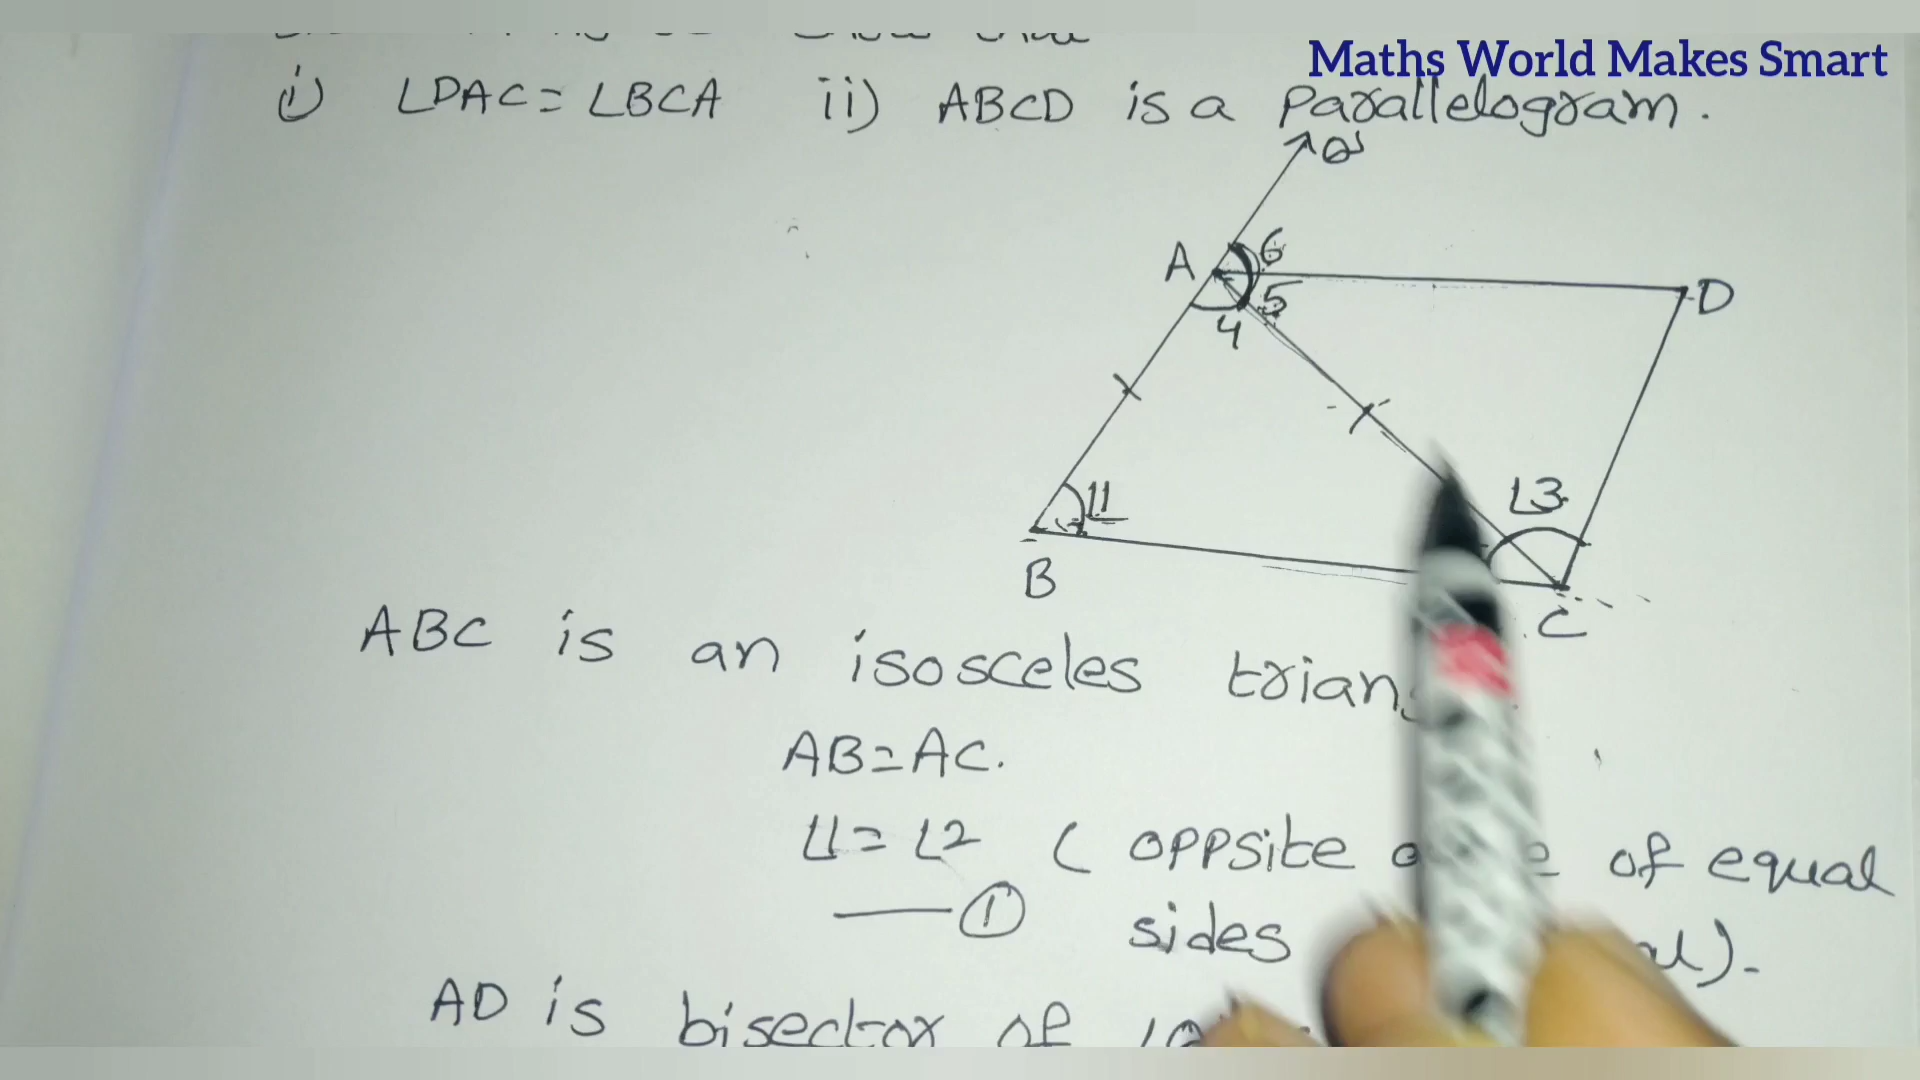 Maths World Makes Smart
i) ∠DAC = ∠BCA ii) ABCD is a parallelogram.
Q
A 6 D
5
4
∠3
∠1
B C
ABC is an isosceles
AB=AC.
∠1 = ∠2 ( oppsite of equal
① sides
AD is bisector of